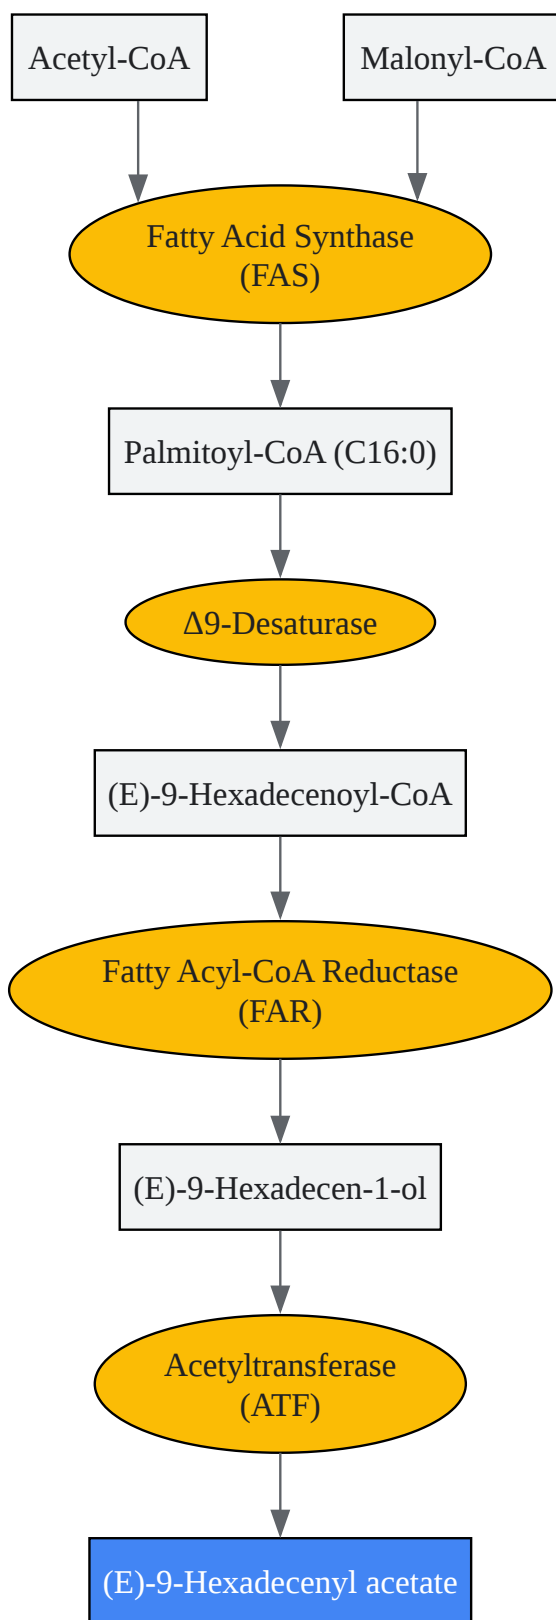 Acetyl-CoA
Malonyl-CoA
Fatty Acid Synthase
(FAS)
Palmitoyl-CoA (C16:0)
Δ9-Desaturase
(E)-9-Hexadecenoyl-CoA
Fatty Acyl-CoA Reductase
(FAR)
(E)-9-Hexadecen-1-ol
Acetyltransferase
(ATF)
(E)-9-Hexadecenyl acetate